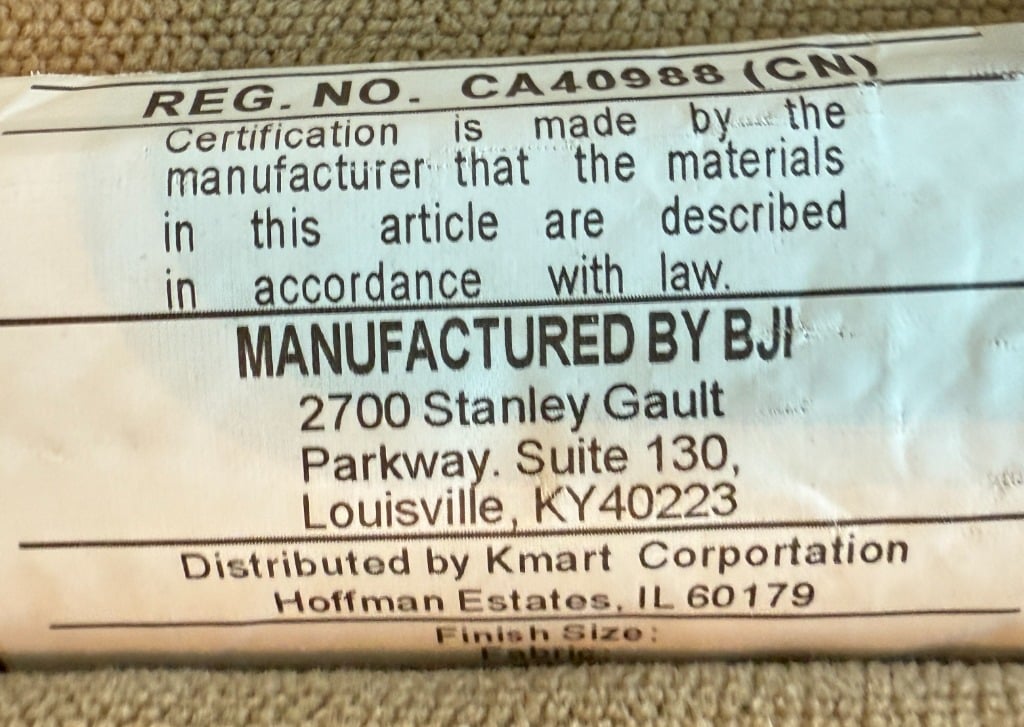 REG. NO. CA40988 (CN)
Certification is made by the
manufacturer that the materials
in this article are described
in accordance with law.
MANUFACTURED BY BJI
2700 Stanley Gault
Parkway. Suite 130,
Louisville, KY40223
Distributed by Kmart Corportation
Hoffman Estates, IL 60179
Finish Size:
Fabric: